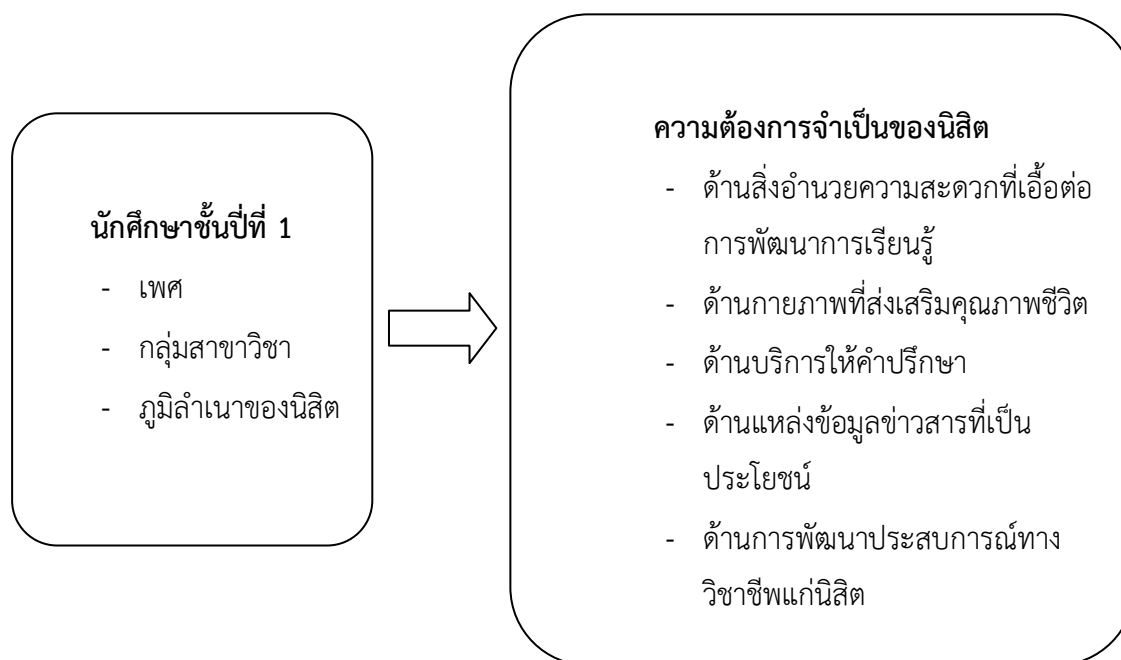 นักศึกษาชั้นปีที่ 1
- เพศ
- กลุ่มสาขาวิชา
- ภูมิลำเนาของนิสิต
ความต้องการจำเป็นของนิสิต
- ด้านสิ่งอำนวยความสะดวกที่เอื้อต่อ
การพัฒนาการเรียนรู้
- ด้านกายภาพที่ส่งเสริมคุณภาพชีวิต
- ด้านบริการให้คำปรึกษา
- ด้านแหล่งข้อมูลข่าวสารที่เป็น
ประโยชน์
- ด้านการพัฒนาประสบการณ์ทาง
วิชาชีพแก่นิสิต